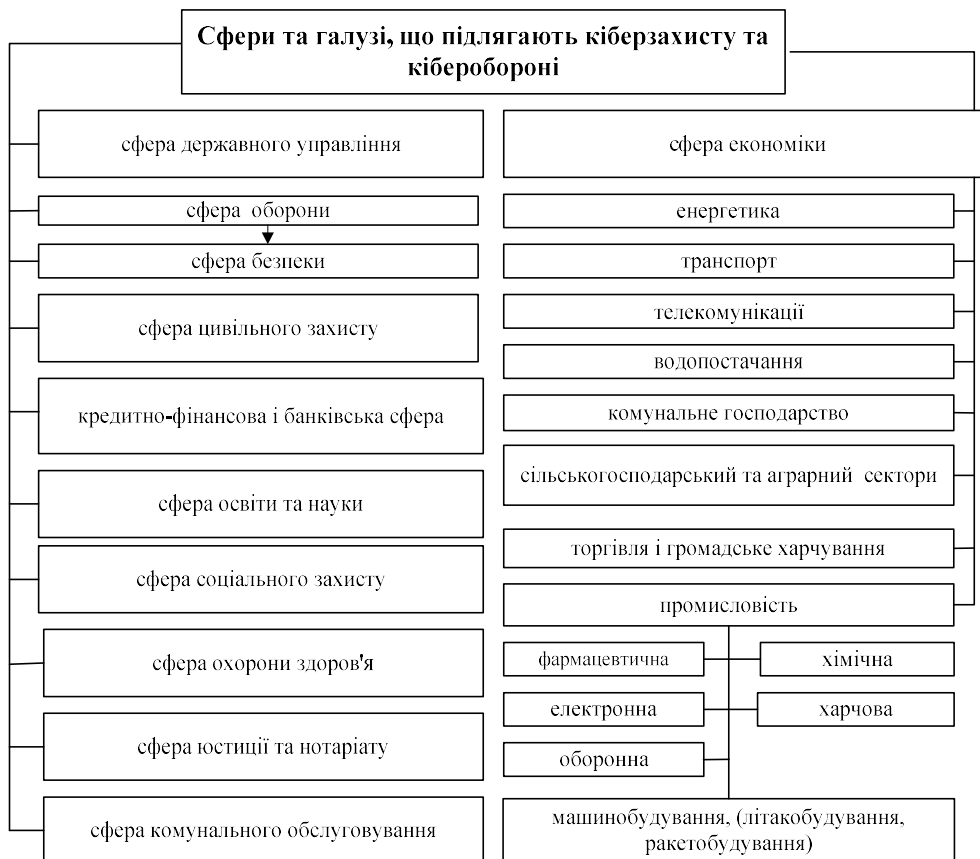 Сфери та галузі, що підлягають кіберзахисту та
кіберобороні
сфера державного управління
сфера оборони
сфера безпеки
сфера цивільного захисту
кредитно-фінансова і банківська сфера
сфера освіти та науки
сфера соціального захисту
сфера охорони здоров'я
сфера юстиції та нотаріату
сфера комунального обслуговування
сфера економіки
енергетика
транспорт
телекомунікації
водопостачання
комунальне господарство
сільськогосподарський та аграрний сектори
торгівля і громадське харчування
промисловість
фармацевтична
хімічна
електронна
харчова
оборонна
машинобудування, (літакобудування,
ракетобудування)